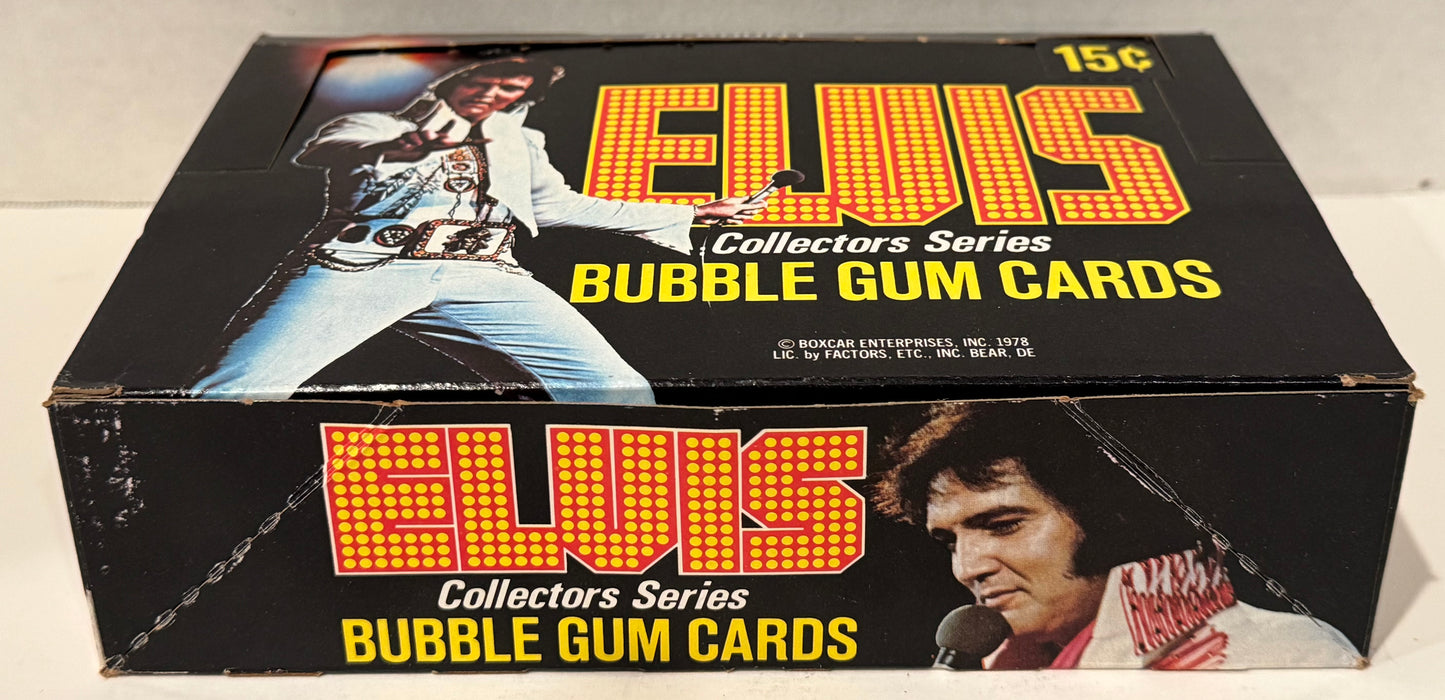 15¢
ELVIS
Collectors Series
BUBBLE GUM CARDS
© BOXCAR ENTERPRISES, INC. 1978
LIC. by FACTORS, ETC., INC. BEAR, DE
ELVIS
Collectors Series
BUBBLE GUM CARDS